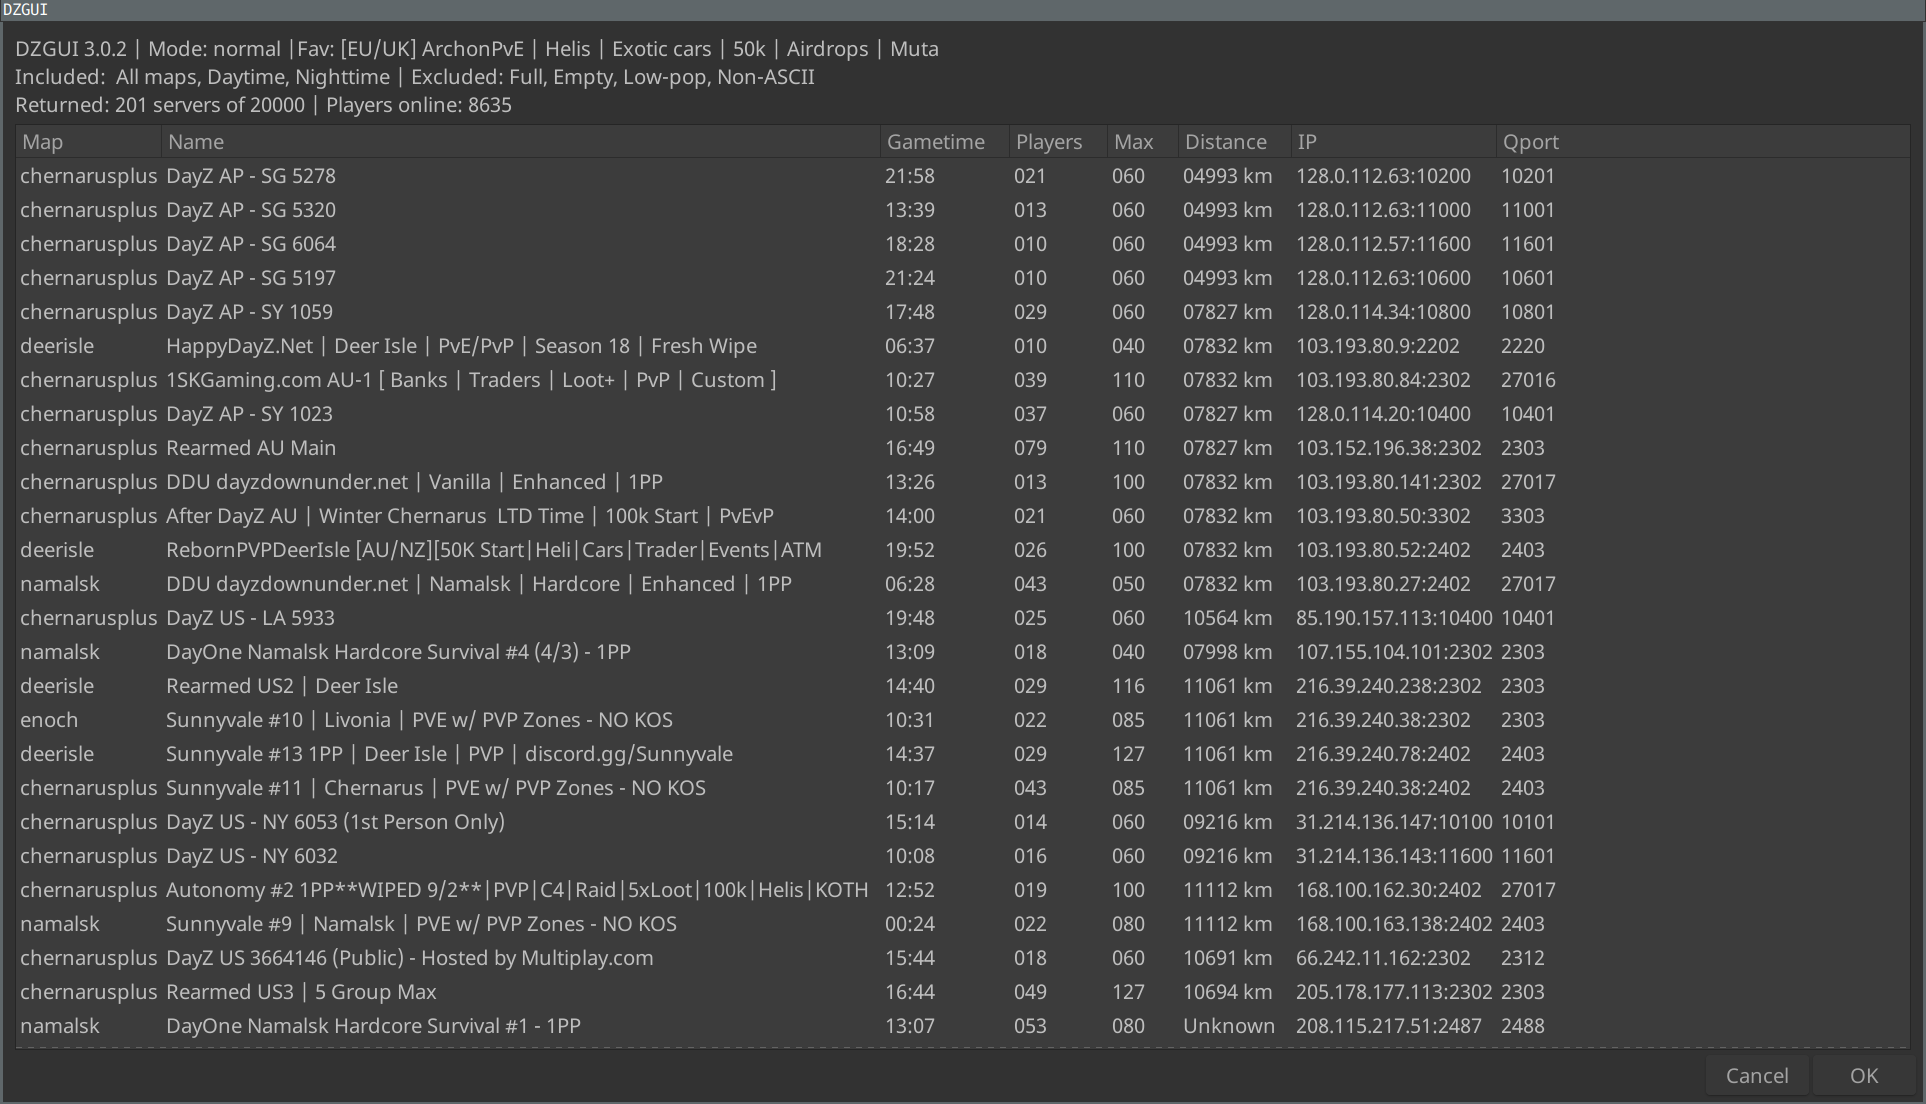 DZGUI
DZGUI 3.0.2 | Mode: normal |Fav: [EU/UK] ArchonPvE | Helis | Exotic cars | 50k | Airdrops | Muta
Included:  All maps, Daytime, Nighttime | Excluded: Full, Empty, Low-pop, Non-ASCII
Returned: 201 servers of 20000 | Players online: 8635
Map Name Gametime Players Max Distance IP Qport
chernarusplus DayZ AP - SG 5278 21:58 021 060 04993 km 128.0.112.63:10200 10201
chernarusplus DayZ AP - SG 5320 13:39 013 060 04993 km 128.0.112.63:11000 11001
chernarusplus DayZ AP - SG 6064 18:28 010 060 04993 km 128.0.112.57:11600 11601
chernarusplus DayZ AP - SG 5197 21:24 010 060 04993 km 128.0.112.63:10600 10601
chernarusplus DayZ AP - SY 1059 17:48 029 060 07827 km 128.0.114.34:10800 10801
deerisle HappyDayZ.Net | Deer Isle | PvE/PvP | Season 18 | Fresh Wipe 06:37 010 040 07832 km 103.193.80.9:2202 2220
chernarusplus 1SKGaming.com AU-1 [ Banks | Traders | Loot+ | PvP | Custom ] 10:27 039 110 07832 km 103.193.80.84:2302 27016
chernarusplus DayZ AP - SY 1023 10:58 037 060 07827 km 128.0.114.20:10400 10401
chernarusplus Rearmed AU Main 16:49 079 110 07827 km 103.152.196.38:2302 2303
chernarusplus DDU dayzdownunder.net | Vanilla | Enhanced | 1PP 13:26 013 100 07832 km 103.193.80.141:2302 27017
chernarusplus After DayZ AU | Winter Chernarus  LTD Time | 100k Start | PvEvP 14:00 021 060 07832 km 103.193.80.50:3302 3303
deerisle RebornPVPDeerIsle [AU/NZ][50K Start|Heli|Cars|Trader|Events|ATM 19:52 026 100 07832 km 103.193.80.52:2402 2403
namalsk DDU dayzdownunder.net | Namalsk | Hardcore | Enhanced | 1PP 06:28 043 050 07832 km 103.193.80.27:2402 27017
chernarusplus DayZ US - LA 5933 19:48 025 060 10564 km 85.190.157.113:10400 10401
namalsk DayOne Namalsk Hardcore Survival #4 (4/3) - 1PP 13:09 018 040 07998 km 107.155.104.101:2302 2303
deerisle Rearmed US2 | Deer Isle 14:40 029 116 11061 km 216.39.240.238:2302 2303
enoch Sunnyvale #10 | Livonia | PVE w/ PVP Zones - NO KOS 10:31 022 085 11061 km 216.39.240.38:2302 2303
deerisle Sunnyvale #13 1PP | Deer Isle | PVP | discord.gg/Sunnyvale 14:37 029 127 11061 km 216.39.240.78:2402 2403
chernarusplus Sunnyvale #11 | Chernarus | PVE w/ PVP Zones - NO KOS 10:17 043 085 11061 km 216.39.240.38:2402 2403
chernarusplus DayZ US - NY 6053 (1st Person Only) 15:14 014 060 09216 km 31.214.136.147:10100 10101
chernarusplus DayZ US - NY 6032 10:08 016 060 09216 km 31.214.136.143:11600 11601
chernarusplus Autonomy #2 1PP**WIPED 9/2**|PVP|C4|Raid|5xLoot|100k|Helis|KOTH 12:52 019 100 11112 km 168.100.162.30:2402 27017
namalsk Sunnyvale #9 | Namalsk | PVE w/ PVP Zones - NO KOS 00:24 022 080 11112 km 168.100.163.138:2402 2403
chernarusplus DayZ US 3664146 (Public) - Hosted by Multiplay.com 15:44 018 060 10691 km 66.242.11.162:2302 2312
chernarusplus Rearmed US3 | 5 Group Max 16:44 049 127 10694 km 205.178.177.113:2302 2303
namalsk DayOne Namalsk Hardcore Survival #1 - 1PP 13:07 053 080 Unknown 208.115.217.51:2487 2488
Cancel OK